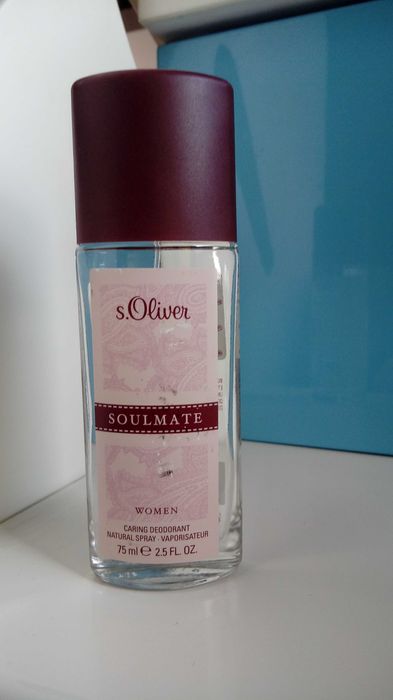 s.Oliver
SOULMATE
WOMEN
CARING DEODORANT
NATURAL SPRAY · VAPORISATEUR
75 ml ℮ 2.5 FL. OZ.